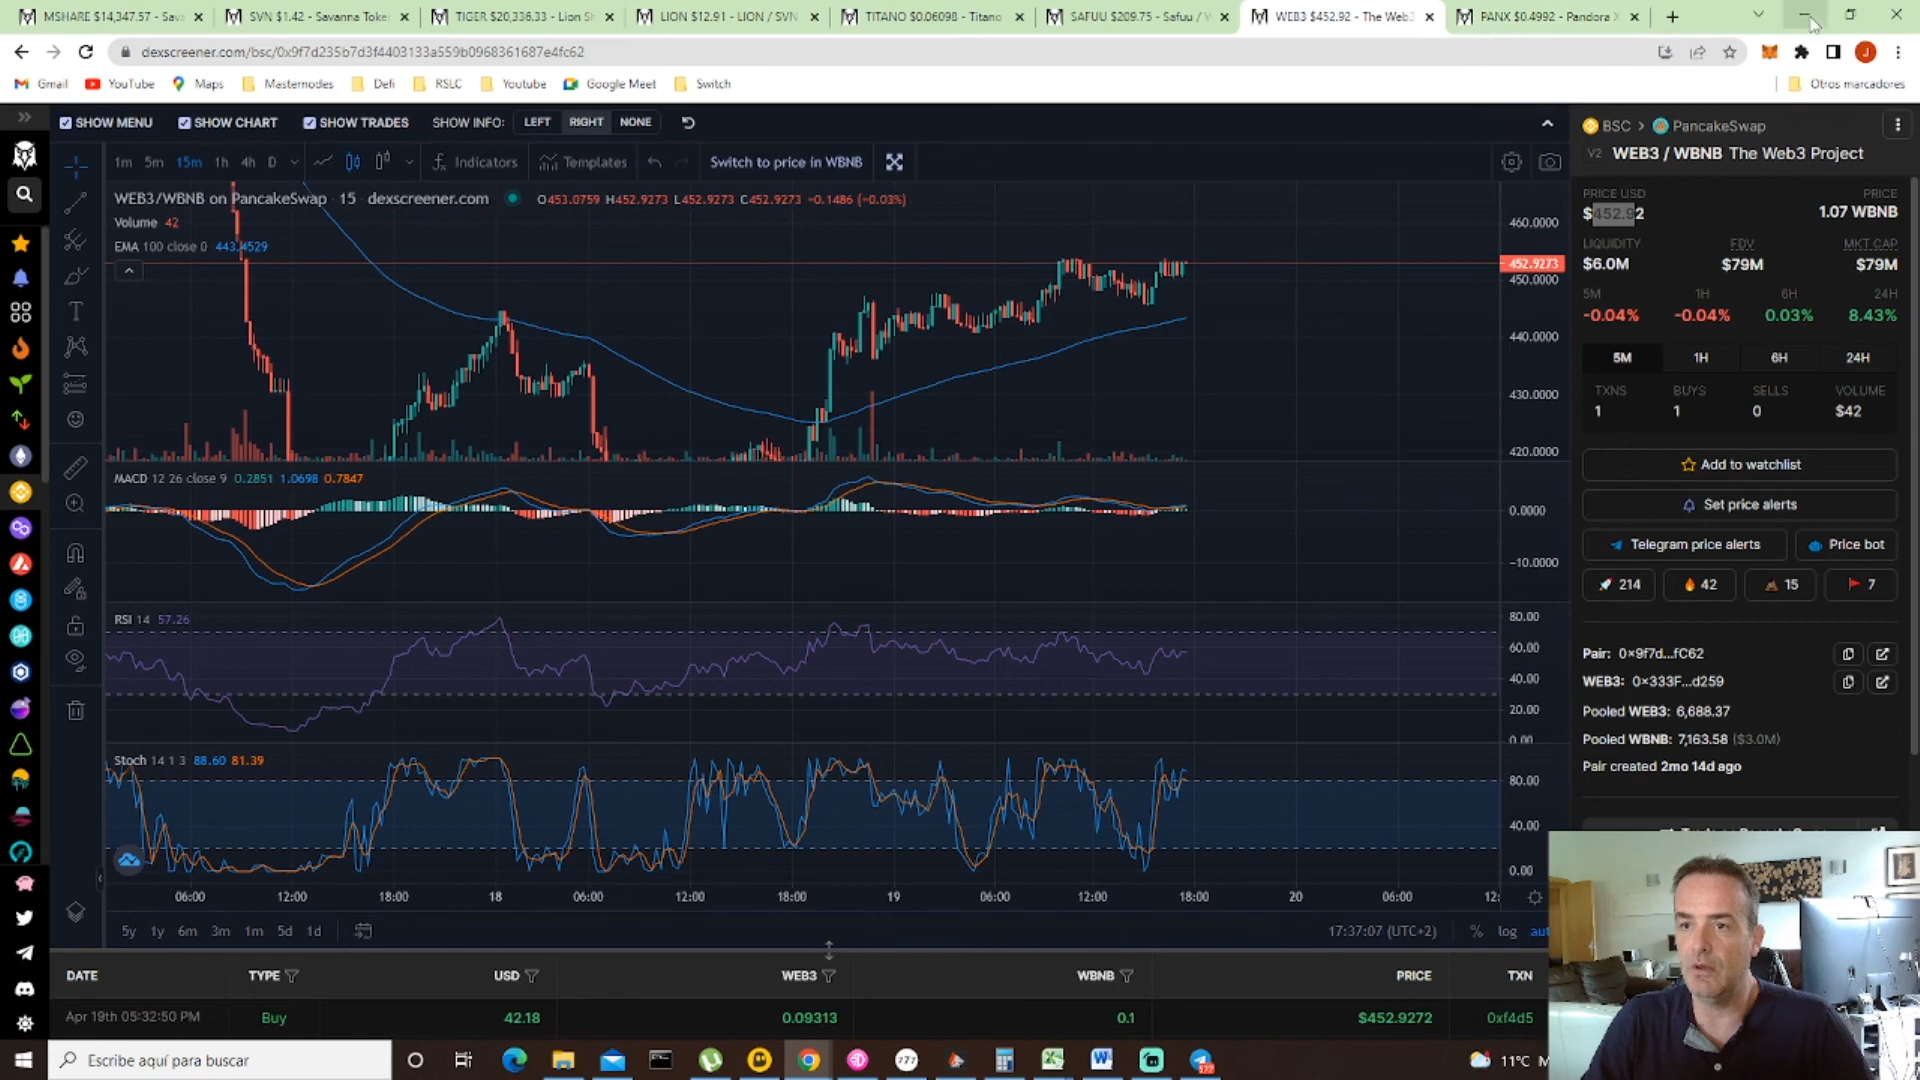 MSHARE $14,347.57 - Sava
SVN $1.42 - Savanna Toke
TIGER $20,336.33 - Lion S
LION $12.91 - LION / SVN
TITANO $0.06098 - Titano
SAFUU $209.75 - Safuu /
WEB3 $452.92 - The Web3
PANX $0.4992 - Pandora X
dexscreener.com/bsc/0x9f7d235b7d3f4403133a559b0968361687e4fc62
J
Gmail
YouTube
Maps
Masternodes
Defi
RSLC
Youtube
Google Meet
Switch
Otros marcadores
SHOW MENU
SHOW CHART
SHOW TRADES
SHOW INFO:
LEFT
RIGHT
NONE
1m 5m 15m 1h 4h D
Indicators
Templates
Switch to price in WBNB
WEB3/WBNB on PancakeSwap · 15 dexscreener.com
O453.0759 H452.9273 L452.9273 C452.9273 -0.1486 (-0.03%)
Volume 42
EMA 100 close 0 443.4529
460.0000
452.9273
450.0000
440.0000
430.0000
420.0000
MACD 12 26 close 9 0.2851 1.0698 0.7847
0.0000
-10.0000
RSI 14 57.26
80.00
60.00
40.00
20.00
0.00
Stoch 14 1 3 88.60 81.39
80.00
40.00
0.00
06:00 12:00 18:00 18 06:00 12:00 18:00 19 06:00 12:00 18:00 20 06:00 12:
5y 1y 6m 3m 1m 5d 1d
17:37:07 (UTC+2)
% log aut
DATE TYPE USD WEB3 WBNB PRICE TXN
Apr 19th 05:32:50 PM Buy 42.18 0.09313 0.1 $452.9272 0xf4d5
BSC > PancakeSwap
V2 WEB3 / WBNB The Web3 Project
PRICE USD
$452.92
PRICE
1.07 WBNB
LIQUIDITY
$6.0M
FDV
$79M
MKT CAP
$79M
5M 1H 6H 24H
-0.04% -0.04% 0.03% 8.43%
5M 1H 6H 24H
TXNS BUYS SELLS VOLUME
1 1 0 $42
Add to watchlist
Set price alerts
Telegram price alerts
Price bot
214
42
15
7
Pair: 0×9f7d...fC62
WEB3: 0×333F...d259
Pooled WEB3: 6,688.37
Pooled WBNB: 7,163.58 ($3.0M)
Pair created 2mo 14d ago
Escribe aquí para buscar
777
11°C